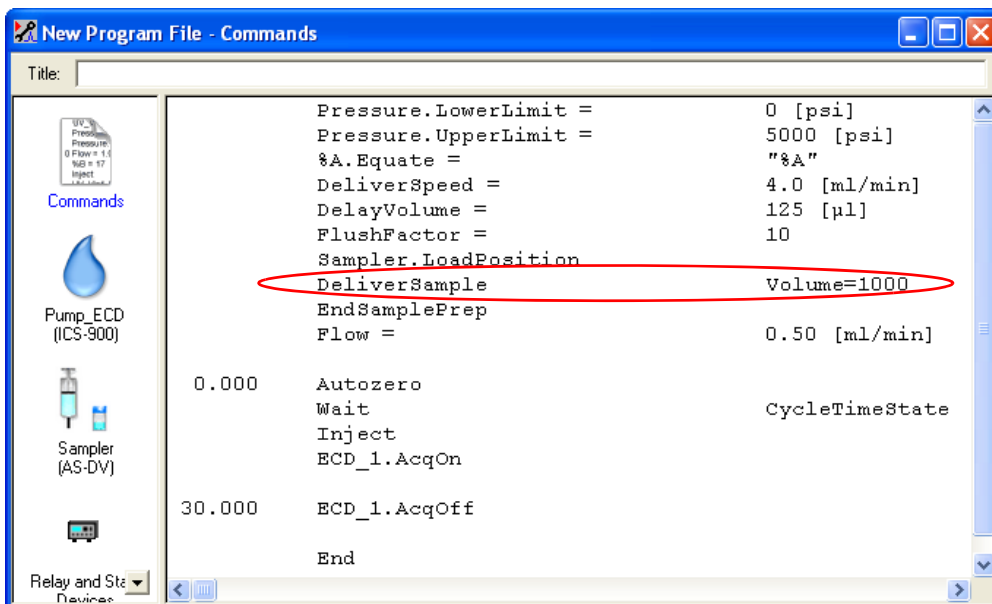 New Program File - Commands
Title:
Commands
Pump_ECD
(ICS-900)
Sampler
(AS-DV)
Relay and Sta
Devices
Pressure.LowerLimit = 0 [psi]
Pressure.UpperLimit = 5000 [psi]
%A.Equate = "%A"
DeliverSpeed = 4.0 [ml/min]
DelayVolume = 125 [µl]
FlushFactor = 10
Sampler.LoadPosition
DeliverSample Volume=1000
EndSamplePrep
Flow = 0.50 [ml/min]
0.000 Autozero
Wait CycleTimeState
Inject
ECD_1.AcqOn
30.000 ECD_1.AcqOff
End